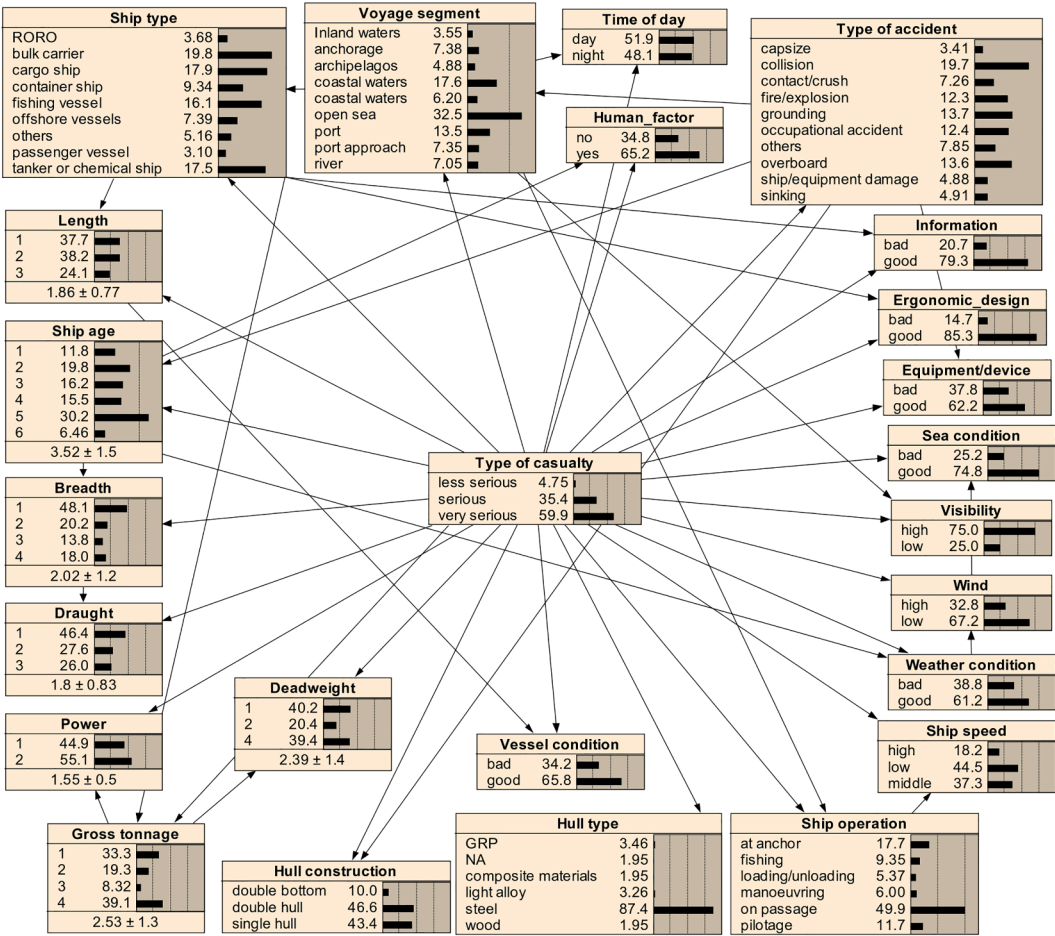 Ship type
RORO 3.68
bulk carrier 19.8
cargo ship 17.9
container ship 9.34
fishing vessel 16.1
offshore vessels 7.39
others 5.16
passenger vessel 3.10
tanker or chemical ship 17.5
Voyage segment
Inland waters 3.55
anchorage 7.38
archipelagos 4.88
coastal waters 17.6
coastal waters 6.20
open sea 32.5
port 13.5
port approach 7.35
river 7.05
Time of day
day 51.9
night 48.1
Human_factor
no 34.8
yes 65.2
Type of accident
capsize 3.41
collision 19.7
contact/crush 7.26
fire/explosion 12.3
grounding 13.7
occupational accident 12.4
others 7.85
overboard 13.6
ship/equipment damage 4.88
sinking 4.91
Length
1 37.7
2 38.2
3 24.1
1.86 ± 0.77
Information
bad 20.7
good 79.3
Ergonomic_design
bad 14.7
good 85.3
Ship age
1 11.8
2 19.8
3 16.2
4 15.5
5 30.2
6 6.46
3.52 ± 1.5
Equipment/device
bad 37.8
good 62.2
Sea condition
bad 25.2
good 74.8
Type of casualty
less serious 4.75
serious 35.4
very serious 59.9
Breadth
1 48.1
2 20.2
3 13.8
4 18.0
2.02 ± 1.2
Visibility
high 75.0
low 25.0
Wind
high 32.8
low 67.2
Draught
1 46.4
2 27.6
3 26.0
1.8 ± 0.83
Weather condition
bad 38.8
good 61.2
Deadweight
1 40.2
2 20.4
4 39.4
2.39 ± 1.4
Power
1 44.9
2 55.1
1.55 ± 0.5
Vessel condition
bad 34.2
good 65.8
Ship speed
high 18.2
low 44.5
middle 37.3
Gross tonnage
1 33.3
2 19.3
3 8.32
4 39.1
2.53 ± 1.3
Hull construction
double bottom 10.0
double hull 46.6
single hull 43.4
Hull type
GRP 3.46
NA 1.95
composite materials 1.95
light alloy 3.26
steel 87.4
wood 1.95
Ship operation
at anchor 17.7
fishing 9.35
loading/unloading 5.37
manoeuvring 6.00
on passage 49.9
pilotage 11.7